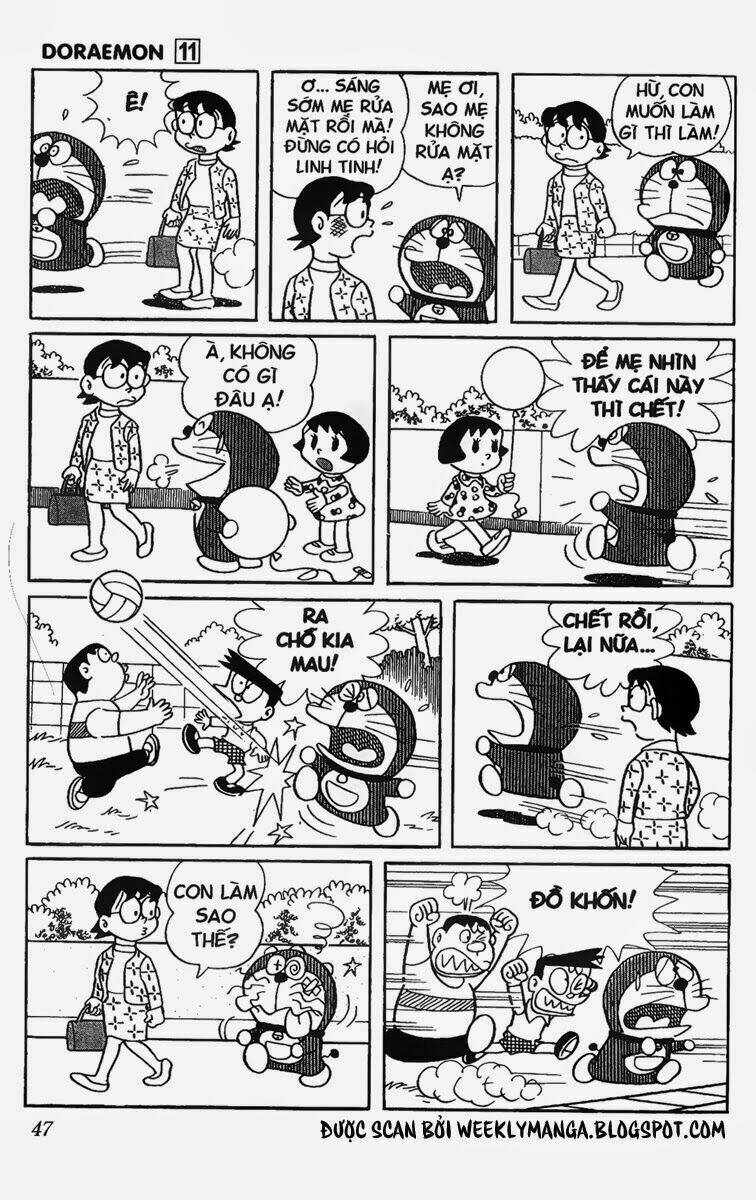 DORAEMON 11
Ê!
Ơ... SÁNG
SỚM MẸ RỬA
MẶT RỒI MÀ!
ĐỪNG CÓ HỎI
LINH TINH!
MẸ ƠI,
SAO MẸ
KHÔNG
RỬA MẶT
Ạ?
HỪ, CON
MUỐN LÀM
GÌ THÌ LÀM!
À, KHÔNG
CÓ GÌ
ĐÂU Ạ!
ĐỂ MẸ NHÌN
THẤY CÁI NÀY
THÌ CHẾT!
RA
CHỖ KIA
MAU!
CHẾT RỒI,
LẠI NỮA...
CON LÀM
SAO
THẾ?
ĐỒ KHỐN!
47
ĐƯỢC SCAN BỞI WEEKLYMANGA.BLOGSPOT.COM